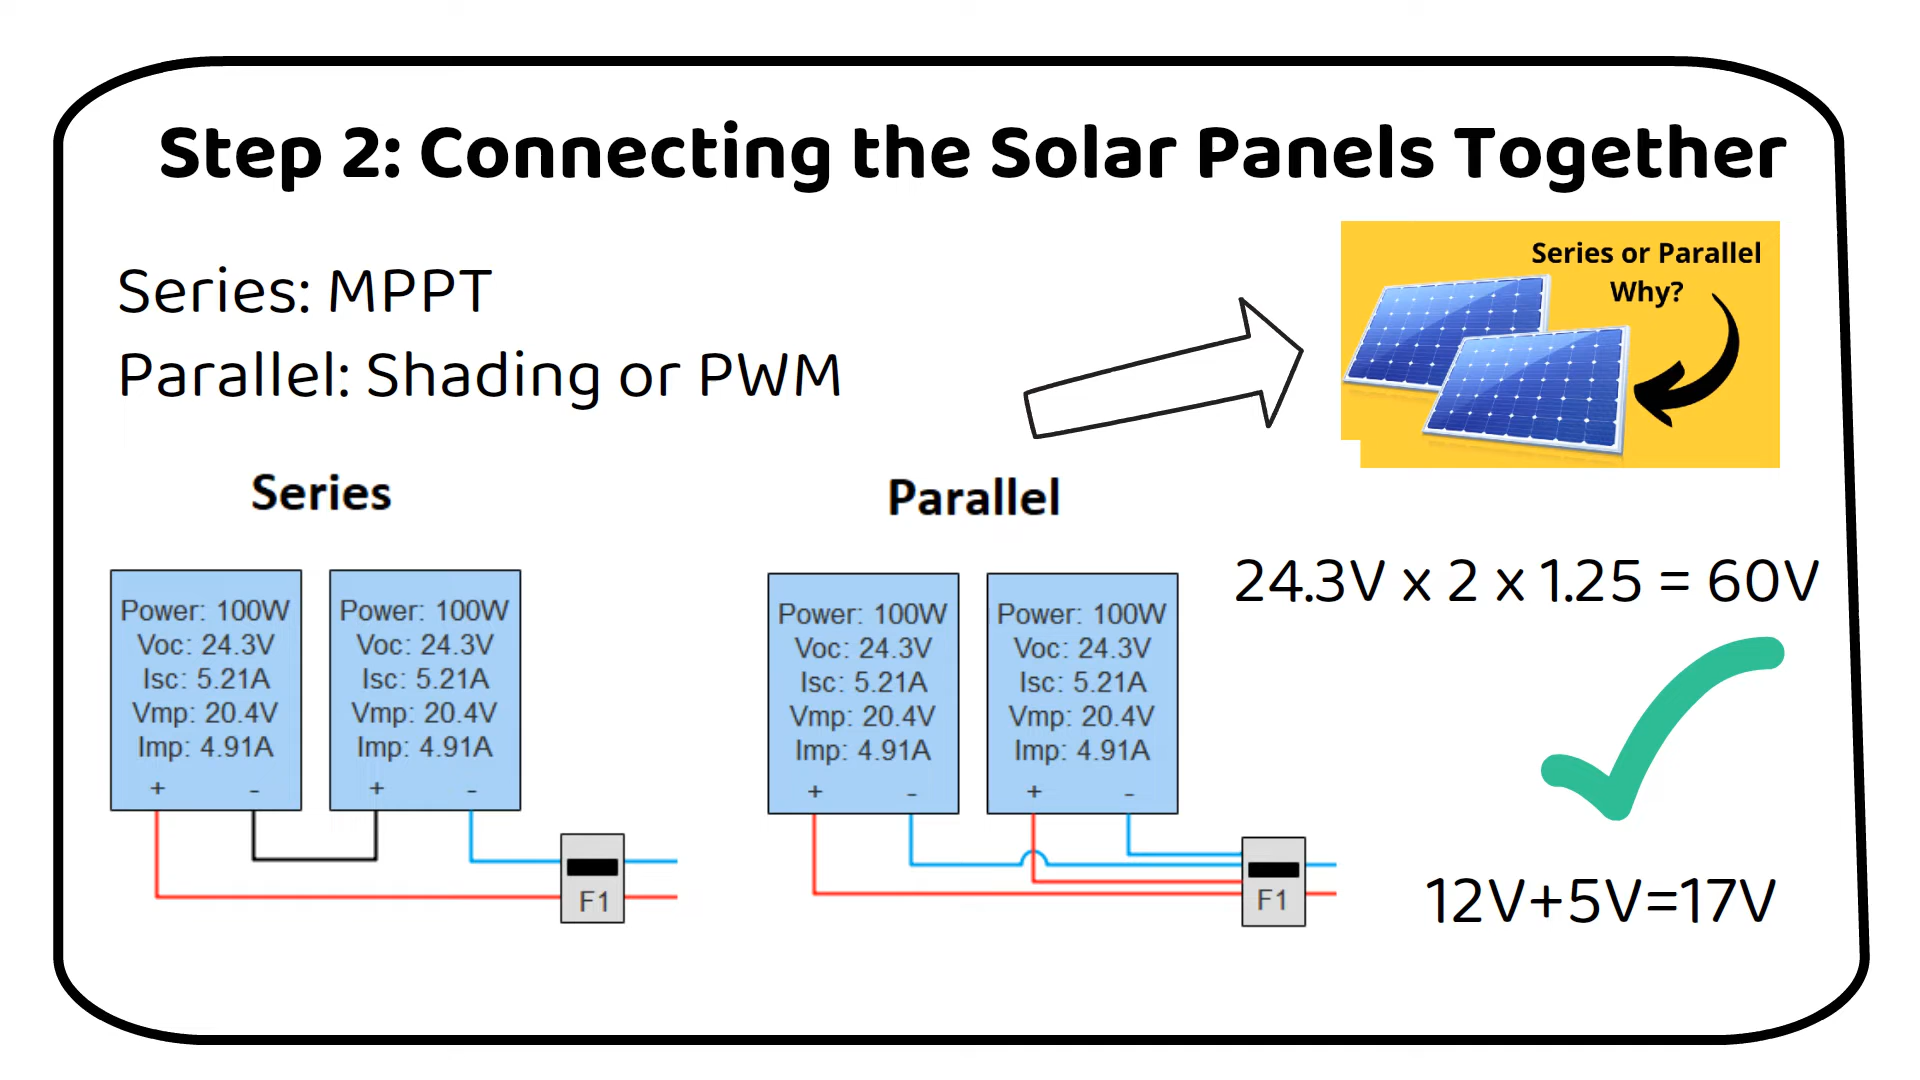 Step 2: Connecting the Solar Panels Together
Series: MPPT
Parallel: Shading or PWM
Series or Parallel
Why?
Series
Power: 100W
Voc: 24.3V
Isc: 5.21A
Vmp: 20.4V
Imp: 4.91A
+ -
Power: 100W
Voc: 24.3V
Isc: 5.21A
Vmp: 20.4V
Imp: 4.91A
+ -
F1
Parallel
Power: 100W
Voc: 24.3V
Isc: 5.21A
Vmp: 20.4V
Imp: 4.91A
+ -
Power: 100W
Voc: 24.3V
Isc: 5.21A
Vmp: 20.4V
Imp: 4.91A
+ -
F1
24.3V x 2 x 1.25 = 60V
12V+5V=17V